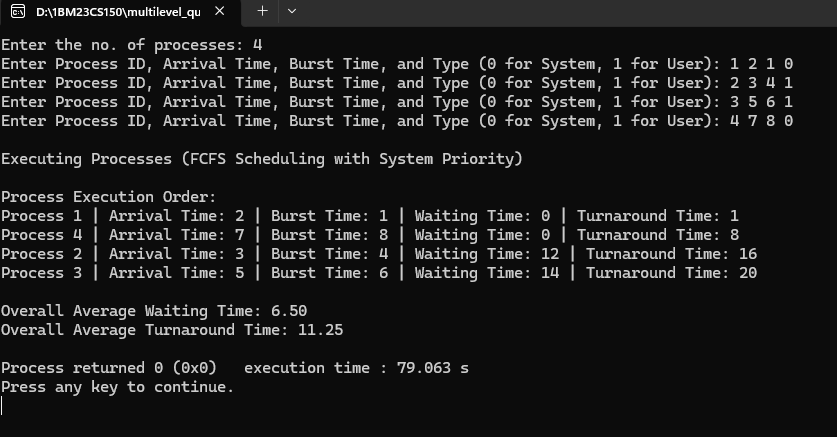 D:\1BM23CS150\multilevel_qu
Enter the no. of processes: 4
Enter Process ID, Arrival Time, Burst Time, and Type (0 for System, 1 for User): 1 2 1 0
Enter Process ID, Arrival Time, Burst Time, and Type (0 for System, 1 for User): 2 3 4 1
Enter Process ID, Arrival Time, Burst Time, and Type (0 for System, 1 for User): 3 5 6 1
Enter Process ID, Arrival Time, Burst Time, and Type (0 for System, 1 for User): 4 7 8 0
Executing Processes (FCFS Scheduling with System Priority)
Process Execution Order:
Process 1 | Arrival Time: 2 | Burst Time: 1 | Waiting Time: 0 | Turnaround Time: 1
Process 4 | Arrival Time: 7 | Burst Time: 8 | Waiting Time: 0 | Turnaround Time: 8
Process 2 | Arrival Time: 3 | Burst Time: 4 | Waiting Time: 12 | Turnaround Time: 16
Process 3 | Arrival Time: 5 | Burst Time: 6 | Waiting Time: 14 | Turnaround Time: 20
Overall Average Waiting Time: 6.50
Overall Average Turnaround Time: 11.25
Process returned 0 (0x0)   execution time : 79.063 s
Press any key to continue.